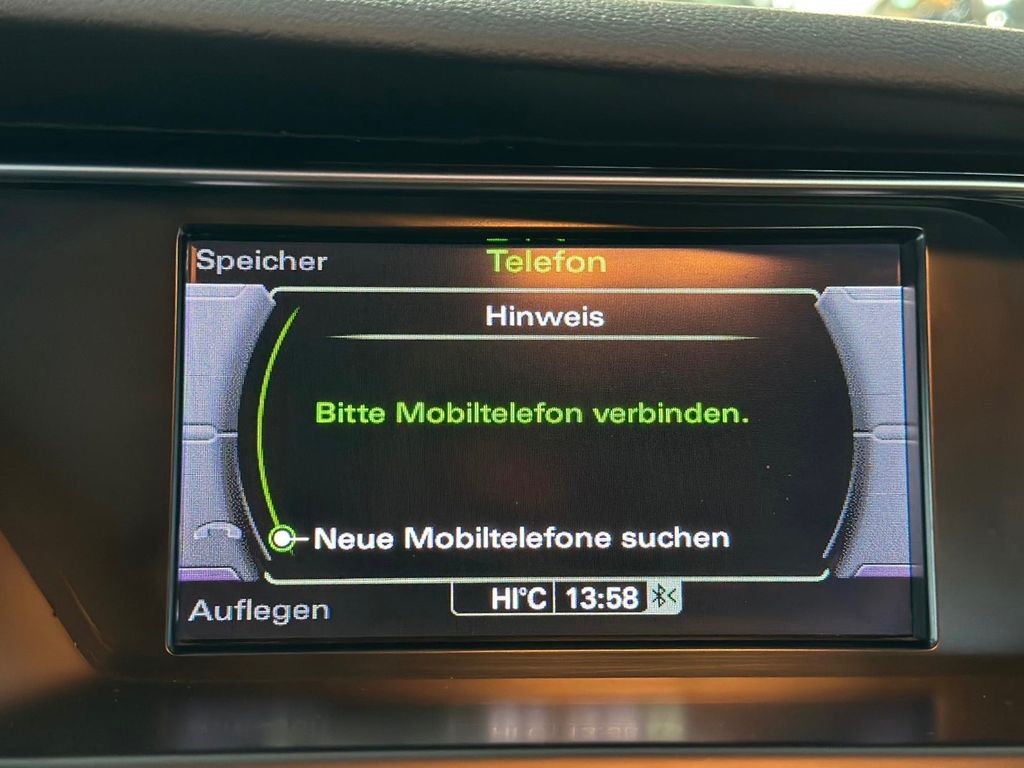 Speicher
Telefon
Hinweis
Bitte Mobiltelefon verbinden.
Neue Mobiltelefone suchen
Auflegen
HI°C 13:58